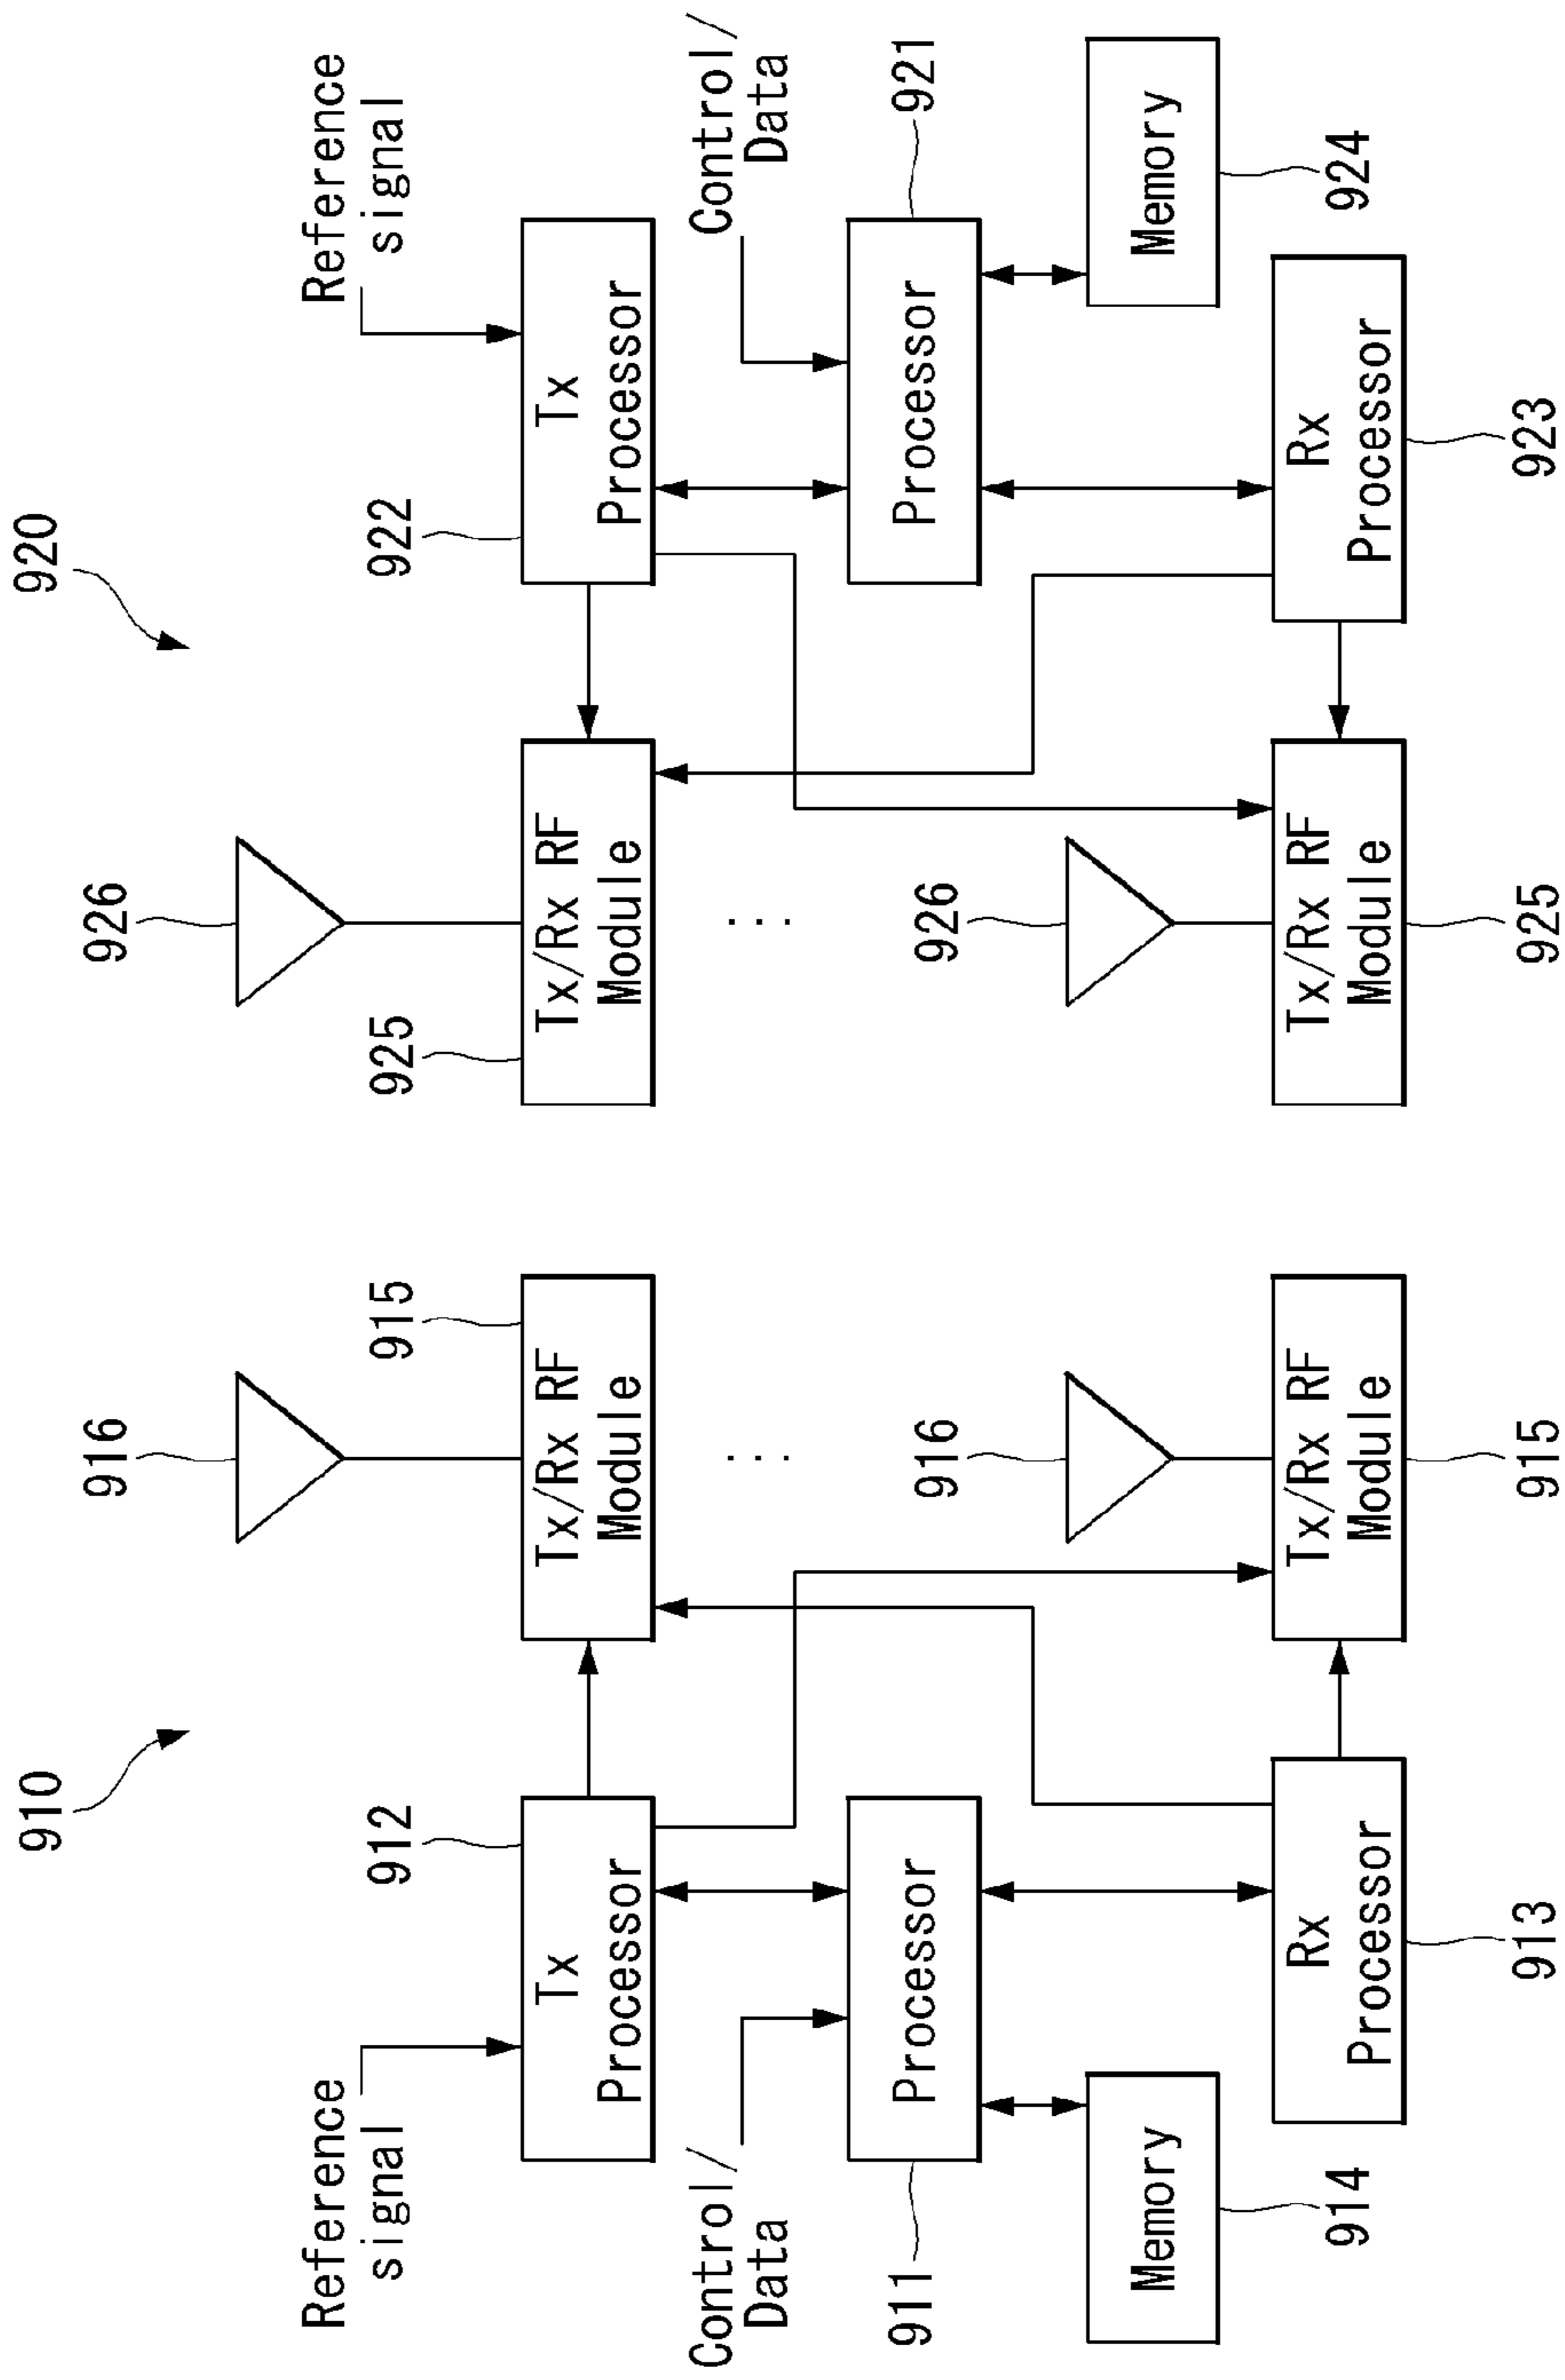 910
920
916
926
Reference
signal
912
915
925
922
Reference
signal
Tx
Processor
Tx/Rx RF
Module
Tx/Rx RF
Module
Tx
Processor
Control/
Data
...
...
Control/
Data
911
Processor
916
926
Processor
921
Memory
Memory
914
924
Rx
Processor
Tx/Rx RF
Module
Tx/Rx RF
Module
Rx
Processor
913
915
925
923